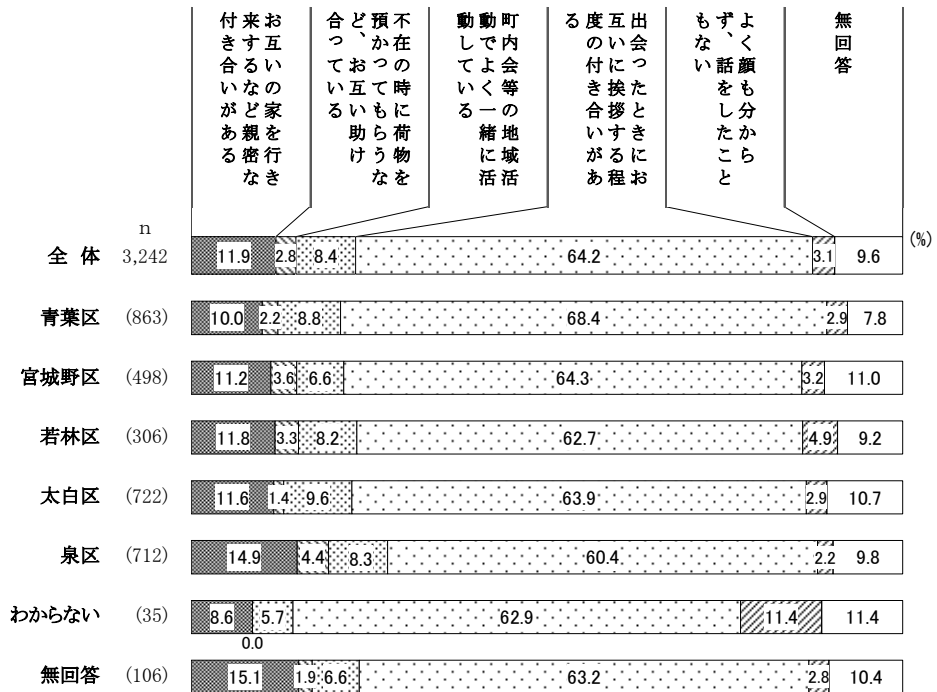 お互いの家を行き
来するなど親密な
付き合いがある
不在の時に荷物を
預かってもらうな
ど、お互い助け
合っている
町内会等の地域活
動でよく一緒に活
動している
出会ったときにお
互いに挨拶する程
度の付き合いがあ
る
よく顔も分から
ず、話をしたこと
もない
無回答
n
(%)
全 体 3,242 11.9 2.8 8.4 64.2 3.1 9.6
青葉区 (863) 10.0 2.2 8.8 68.4 2.9 7.8
宮城野区 (498) 11.2 3.6 6.6 64.3 3.2 11.0
若林区 (306) 11.8 3.3 8.2 62.7 4.9 9.2
太白区 (722) 11.6 1.4 9.6 63.9 2.9 10.7
泉区 (712) 14.9 4.4 8.3 60.4 2.2 9.8
わからない (35) 8.6 5.7 62.9 11.4 11.4
0.0
無回答 (106) 15.1 1.9 6.6 63.2 2.8 10.4